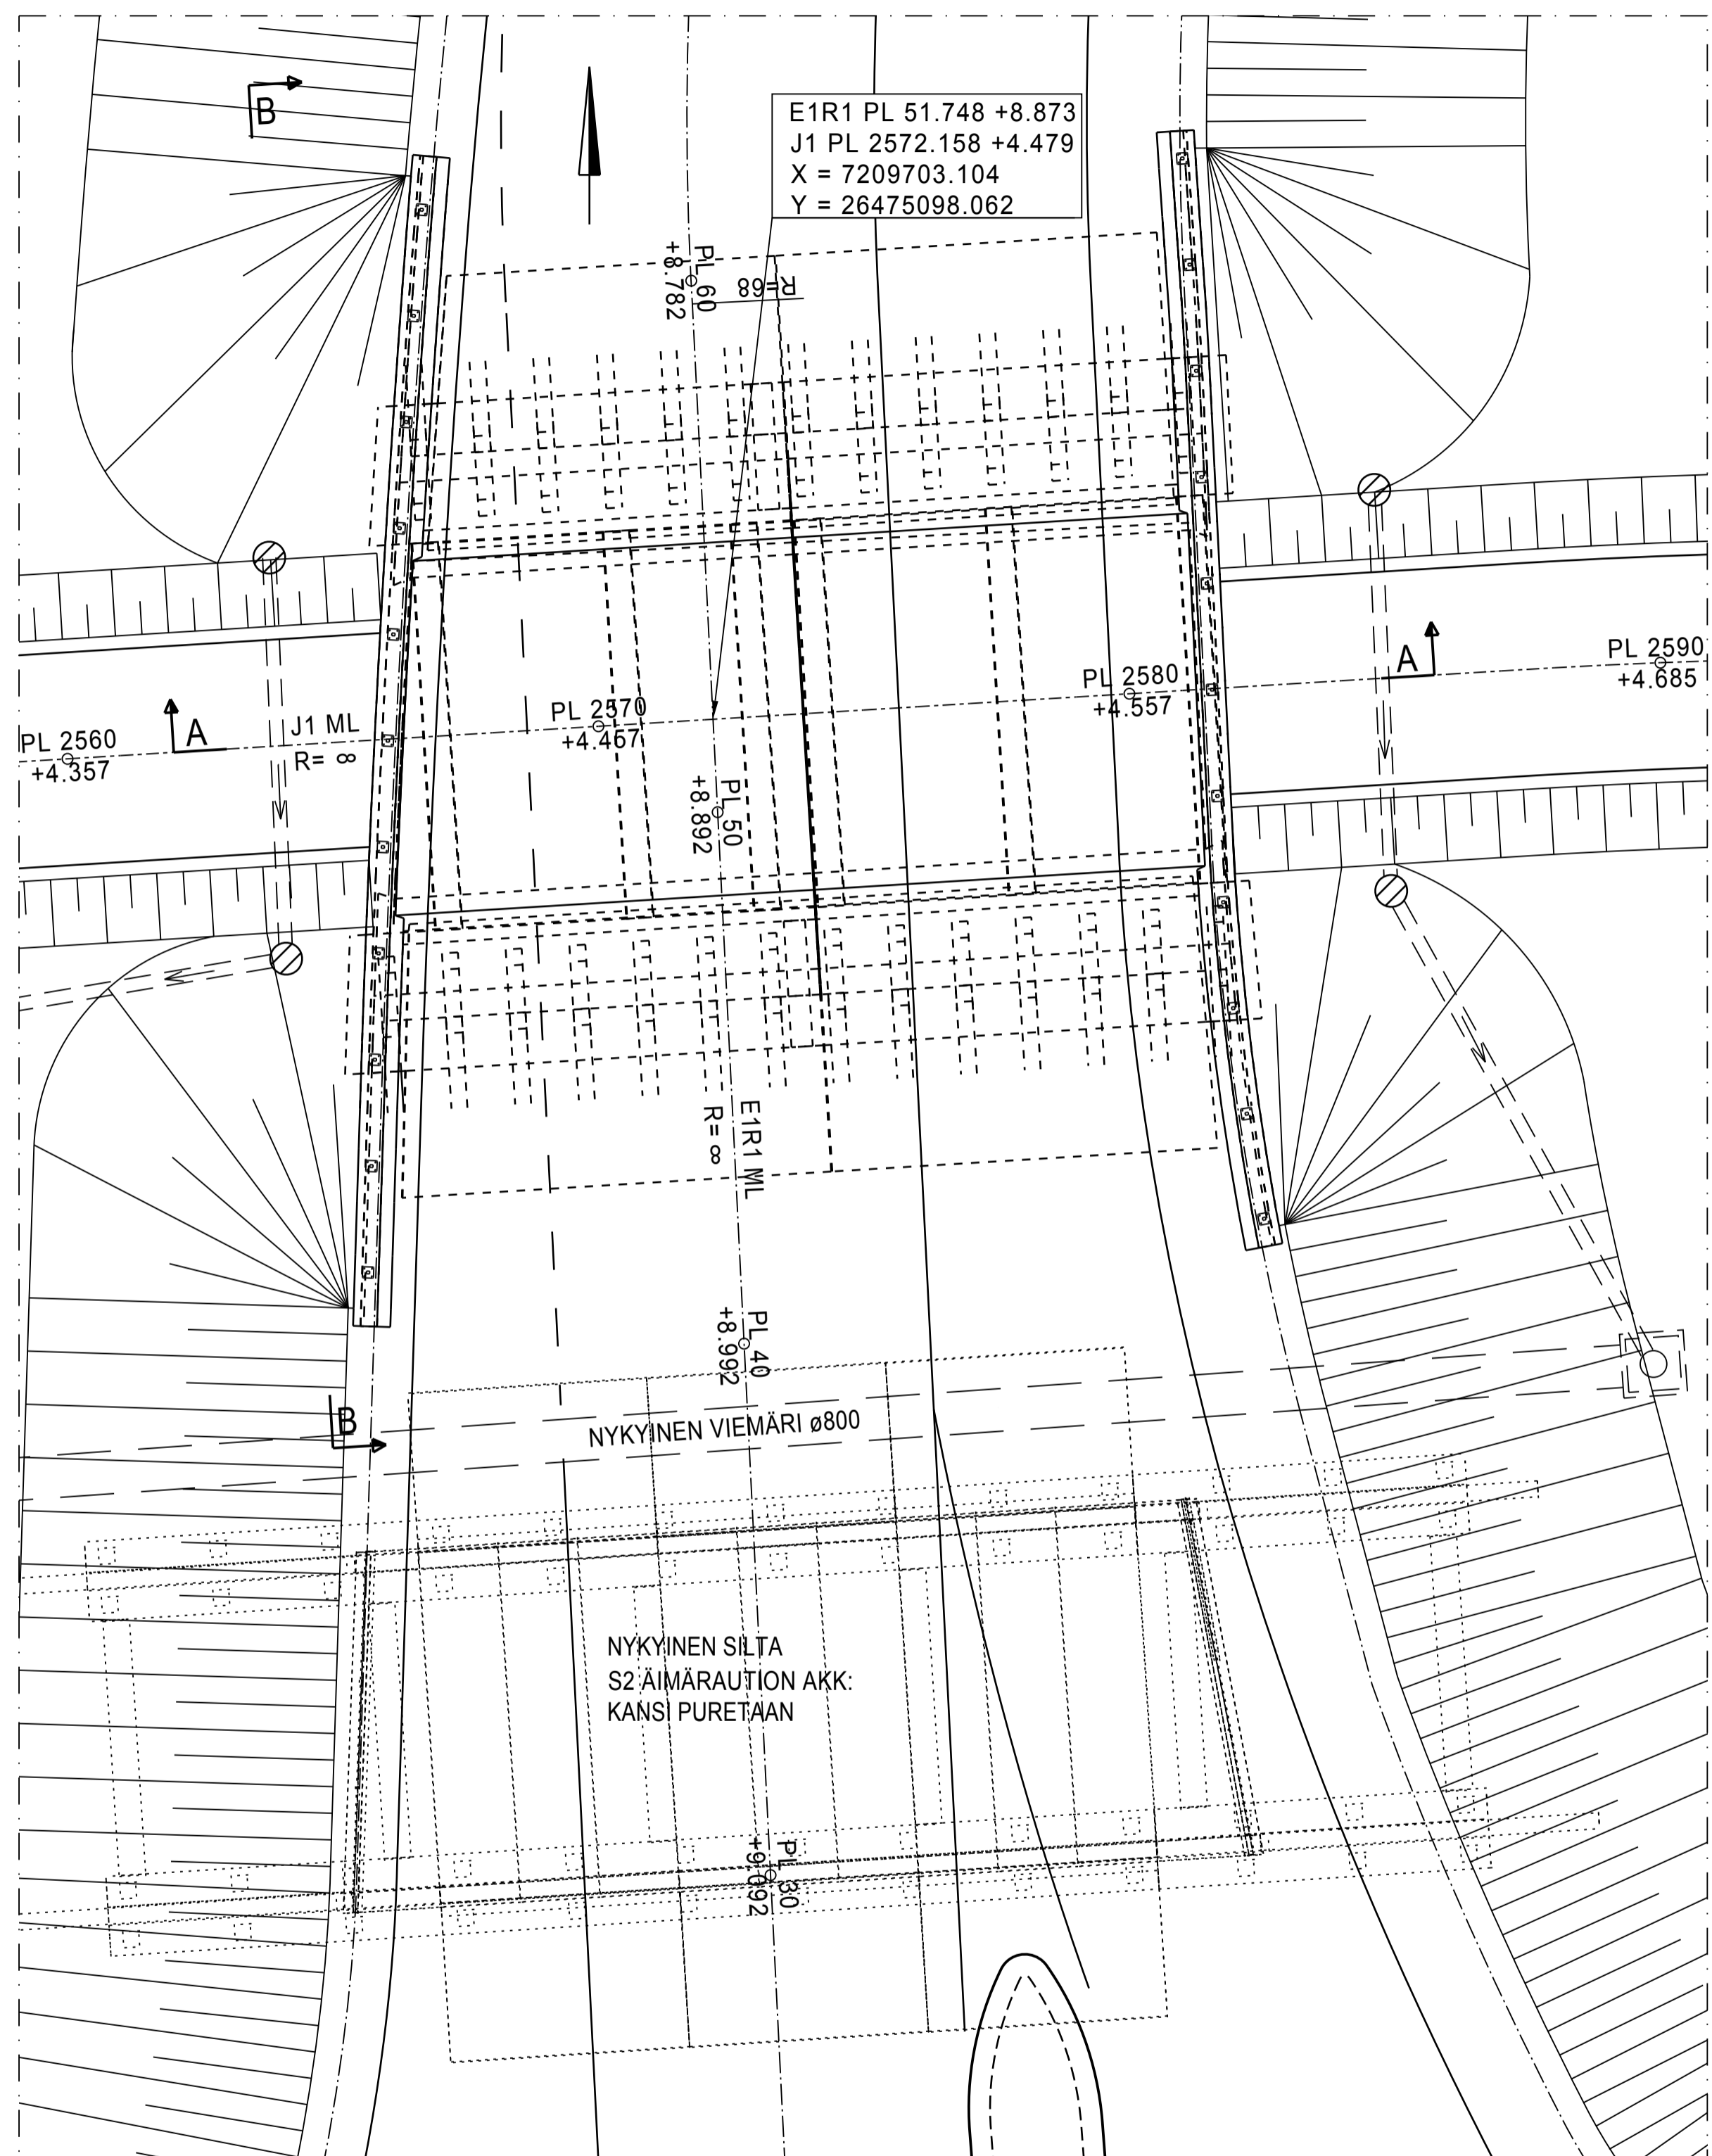 B
E1R1 PL 51.748 +8.873
J1 PL 2572.158 +4.479
X = 7209703.104
Y = 26475098.062
PL 60
+8.782
R=68
PL 2590
+4.685
A
PL 2580
+4.557
PL 2570
+4.457
J1 ML
R= ∞
A
PL 2560
+4.357
PL 50
+8.892
E1R1 ML
R= ∞
PL 40
+8.992
B
NYKYINEN VIEMÄRI ø800
NYKYINEN SILTA
S2 ÄIMÄRAUTION AKK:
KANSI PURETAAN
PL 30
+9.092